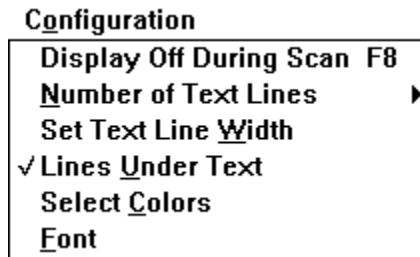 Configuration
Display Off During Scan F8
Number of Text Lines
Set Text Line Width
✓ Lines Under Text
Select Colors
Font